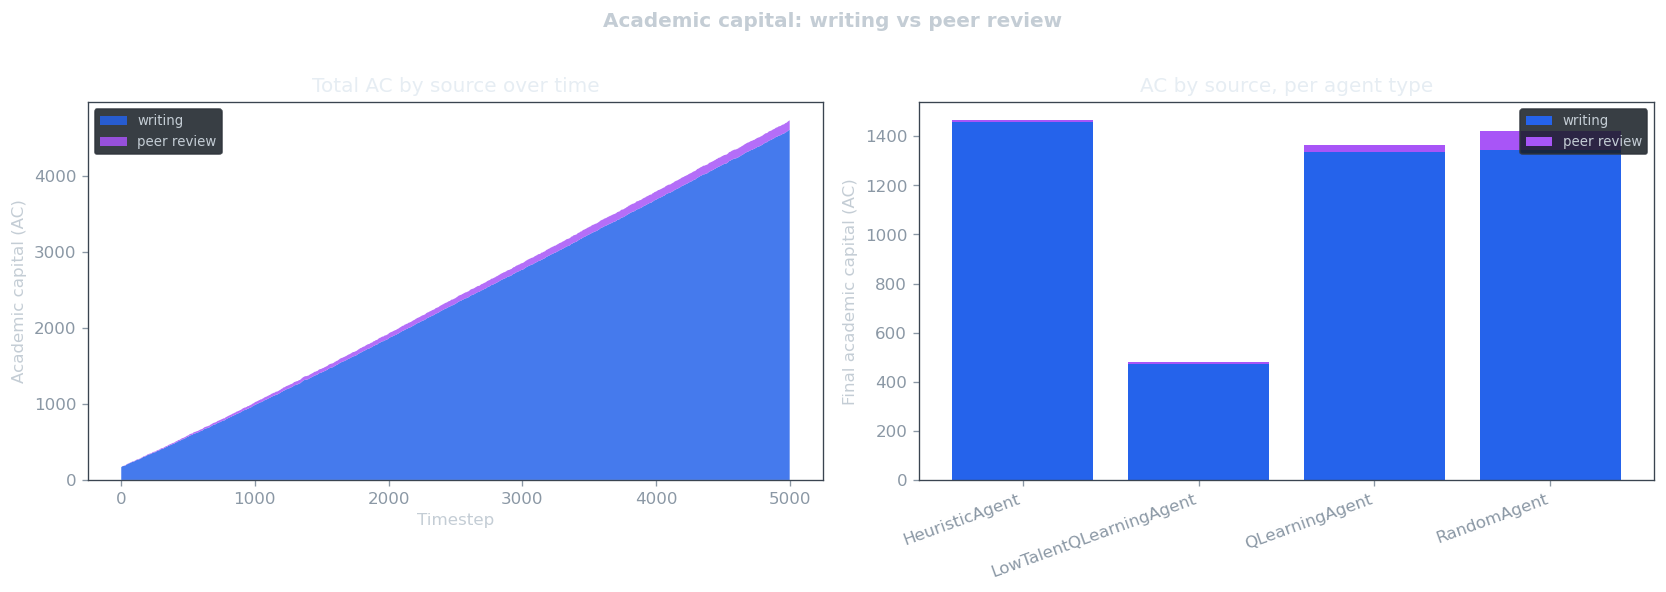 Academic capital: writing vs peer review
Total AC by source over time
writing
peer review
Academic capital (AC)
4000
3000
2000
1000
0
0 1000 2000 3000 4000 5000
Timestep
AC by source, per agent type
writing
peer review
Final academic capital (AC)
1400
1200
1000
800
600
400
200
0
HeuristicAgent
LowTalentQLearningAgent
QLearningAgent
RandomAgent